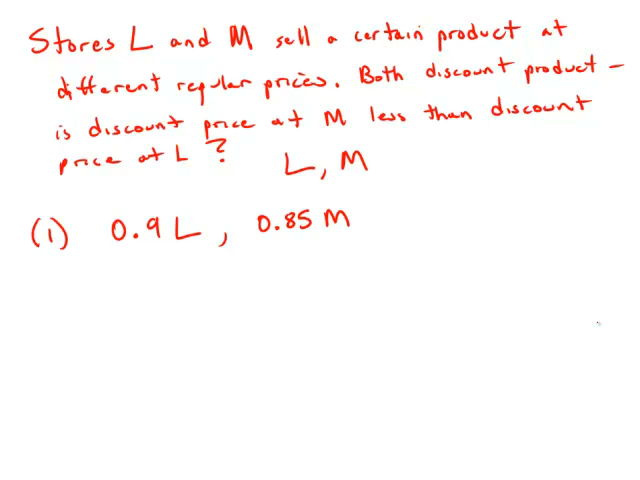 Stores L and M sell a certain product at
different regular prices. Both discount product –
is discount price at M less than discount
price at L ?
L, M
(1) 0.9 L , 0.85 M